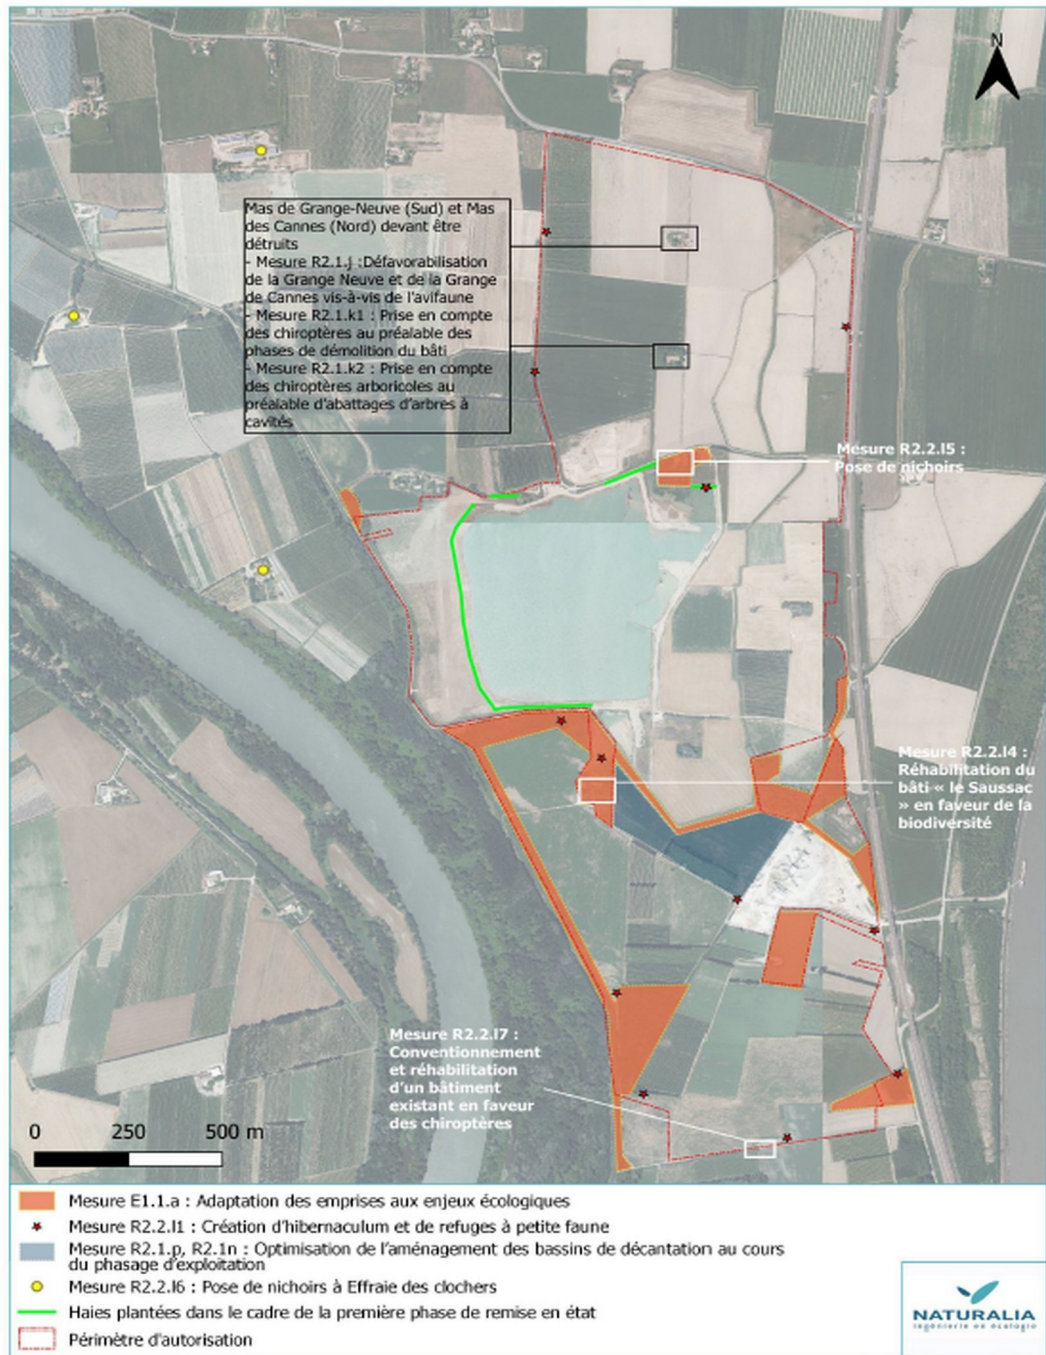 N
Mas de Grange-Neuve (Sud) et Mas
des Cannes (Nord) devant être
détruits
- Mesure R2.1.j :Défavorabilisation
de la Grange Neuve et de la Grange
de Cannes vis-à-vis de l'avifaune
- Mesure R2.1.k1 : Prise en compte
des chiroptères au préalable des
phases de démolition du bâti
- Mesure R2.1.k2 : Prise en compte
des chiroptères arboricoles au
préalable d'abattages d'arbres à
cavités
Mesure R2.2.l5 :
Pose de nichoirs
Mesure R2.2.l4 :
Réhabilitation du
bâti « le Saussac
» en faveur de la
biodiversité
Mesure R2.2.l7 :
Conventionnement
et réhabilitation
d'un bâtiment
existant en faveur
des chiroptères
0 250 500 m
Mesure E1.1.a : Adaptation des emprises aux enjeux écologiques
Mesure R2.2.l1 : Création d'hibernaculum et de refuges à petite faune
Mesure R2.1.p, R2.1n : Optimisation de l'aménagement des bassins de décantation au cours
du phasage d'exploitation
Mesure R2.2.l6 : Pose de nichoirs à Effraie des clochers
Haies plantées dans le cadre de la première phase de remise en état
Périmètre d'autorisation
NATURALIA
ingénierie en écologie